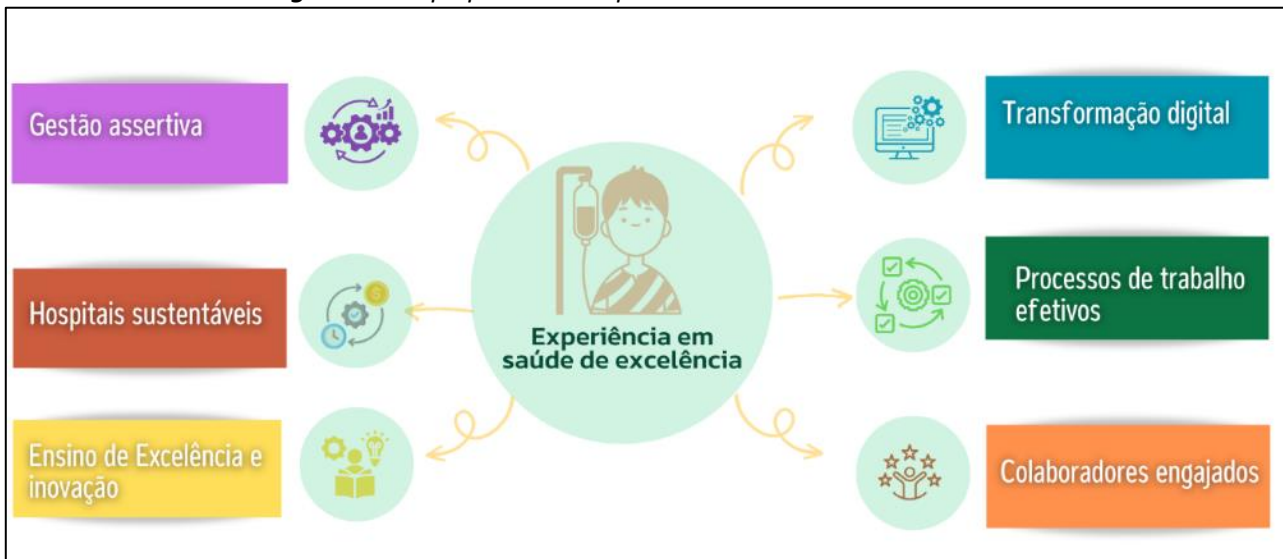 Gestão assertiva
Hospitais sustentáveis
Ensino de Excelência e
inovação
Experiência em
saúde de excelência
Transformação digital
Processos de trabalho
efetivos
Colaboradores engajados